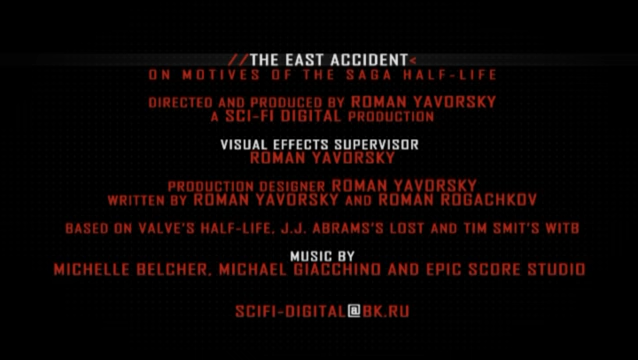 //THE EAST ACCIDENT<
ON MOTIVES OF THE SAGA HALF-LIFE
DIRECTED AND PRODUCED BY ROMAN YAVORSKY
A SCI-FI DIGITAL PRODUCTION
VISUAL EFFECTS SUPERVISOR
ROMAN YAVORSKY
PRODUCTION DESIGNER ROMAN YAVORSKY
WRITTEN BY ROMAN YAVORSKY AND ROMAN ROGACHKOV
BASED ON VALVE'S HALF-LIFE, J.J. ABRAMS'S LOST AND TIM SMIT'S WITB
MUSIC BY
MICHELLE BELCHER, MICHAEL GIACCHINO AND EPIC SCORE STUDIO
SCIFI-DIGITAL@BK.RU